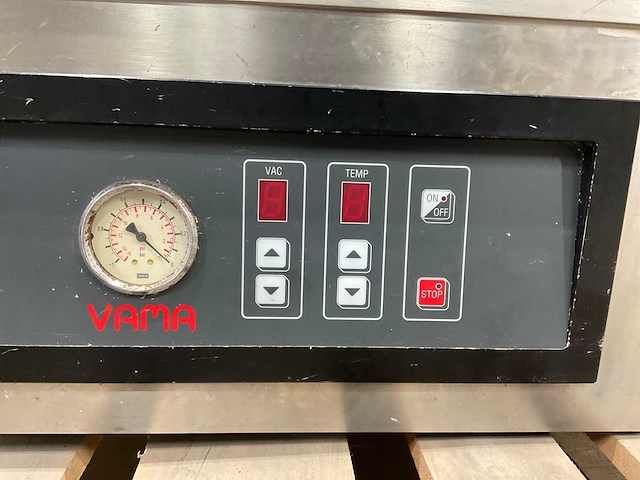 VAC
TEMP
ON
OFF
STOP
VAMA